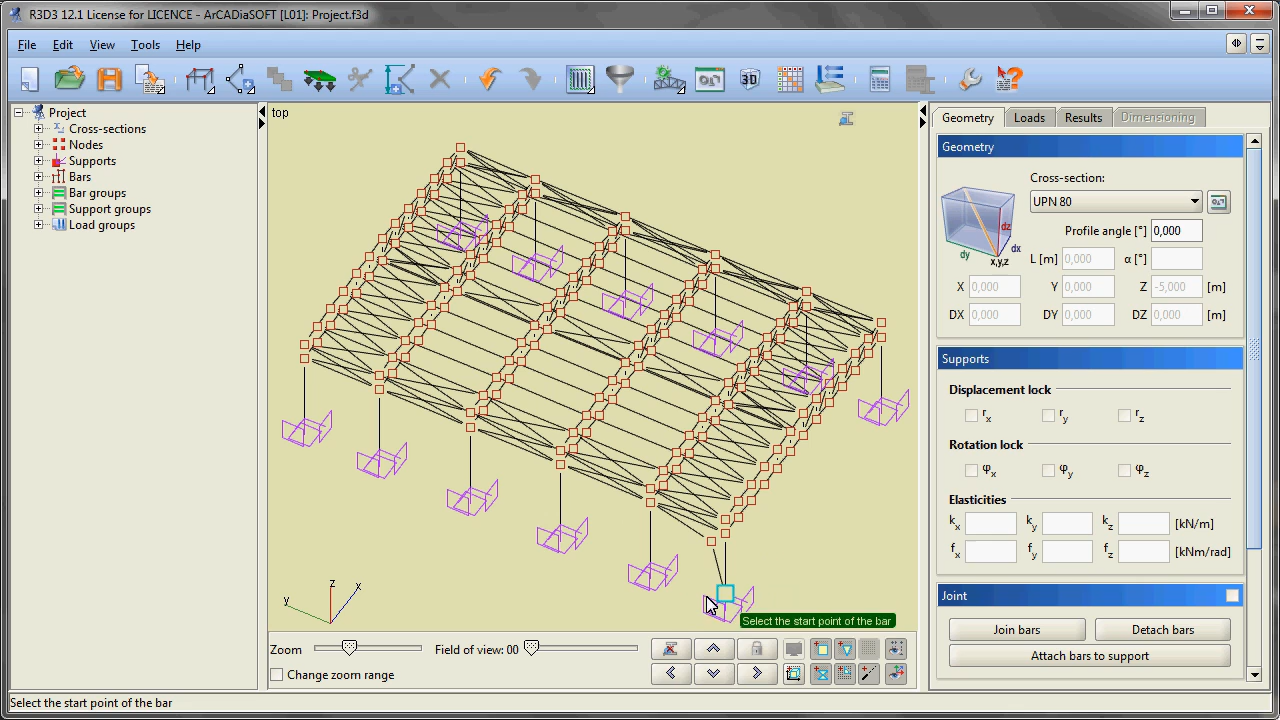 R3D3 12.1 License for LICENCE - ArCADiaSOFT [L01]: Project.f3d
File Edit View Tools Help
3D
Project
Cross-sections
Nodes
Supports
Bars
Bar groups
Support groups
Load groups
top
z
x
y
Select the start point of the bar
Zoom
Field of view: 00
Change zoom range
Geometry Loads Results Dimensioning
Geometry
Cross-section:
UPN 80
dz
dx
dy
x,y,z
Profile angle [°] 0,000
L [m] 0,000 α [°]
X 0,000 Y 0,000 Z -5,000 [m]
DX 0,000 DY 0,000 DZ 0,000 [m]
Supports
Displacement lock
rx ry rz
Rotation lock
φx φy φz
Elasticities
kx ky kz [kN/m]
fx fy fz [kNm/rad]
Joint
Join bars Detach bars
Attach bars to support
Select the start point of the bar